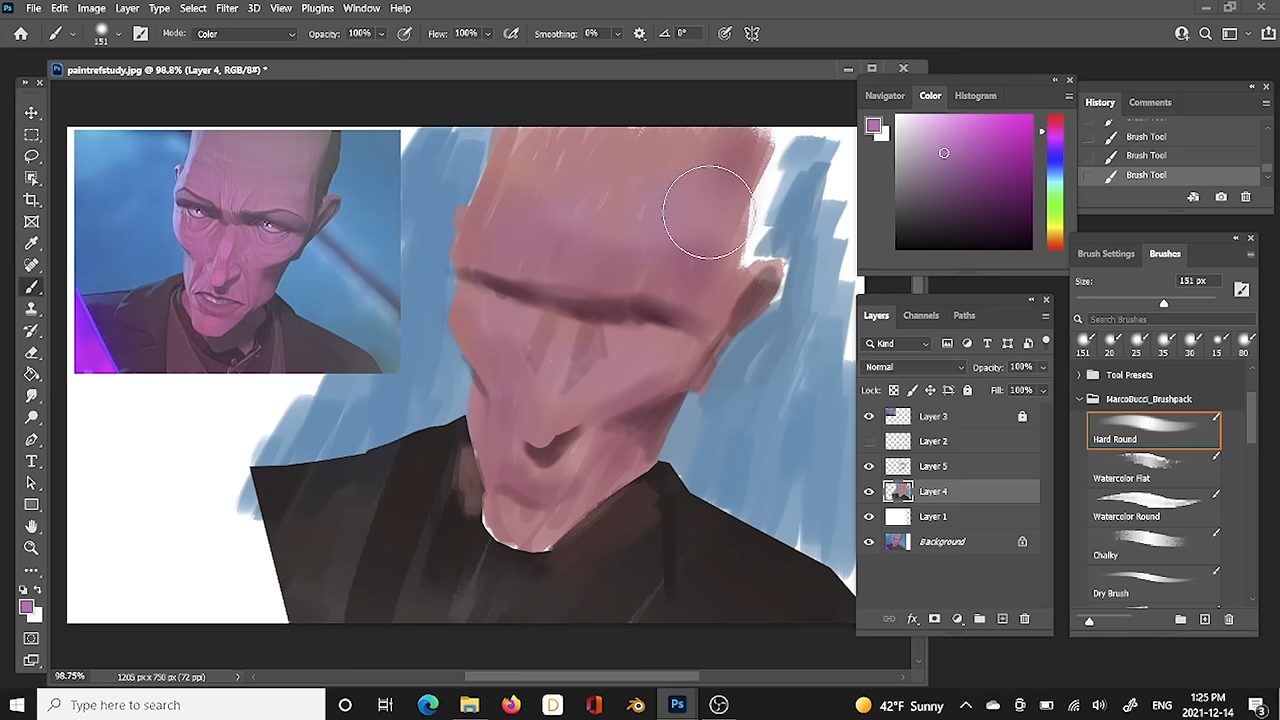 Ps File Edit Image Layer Type Select Filter 3D View Plugins Window Help
151 Mode: Color Opacity: 100% Flow: 100% Smoothing: 0% 0°
Ps paintrefstudy.jpg @ 98.8% (Layer 4, RGB/8#) *
Navigator Color Histogram
History Comments
Brush Tool
Brush Tool
Brush Tool
Brush Settings Brushes
Size: 151 px
Search Brushes
151 20 25 35 30 15 80
Tool Presets
MarcoBucci_Brushpack
Hard Round
Watercolor Flat
Watercolor Round
Chalky
Dry Brush
Layers Channels Paths
Kind
Normal Opacity: 100%
Lock: Fill: 100%
Layer 3
Layer 2
Layer 5
Layer 4
Layer 1
Background
98.75% 1205 px x 750 px (72 ppi)
Type here to search
D
Ps
42°F Sunny
1:25 PM
2021-12-14
3